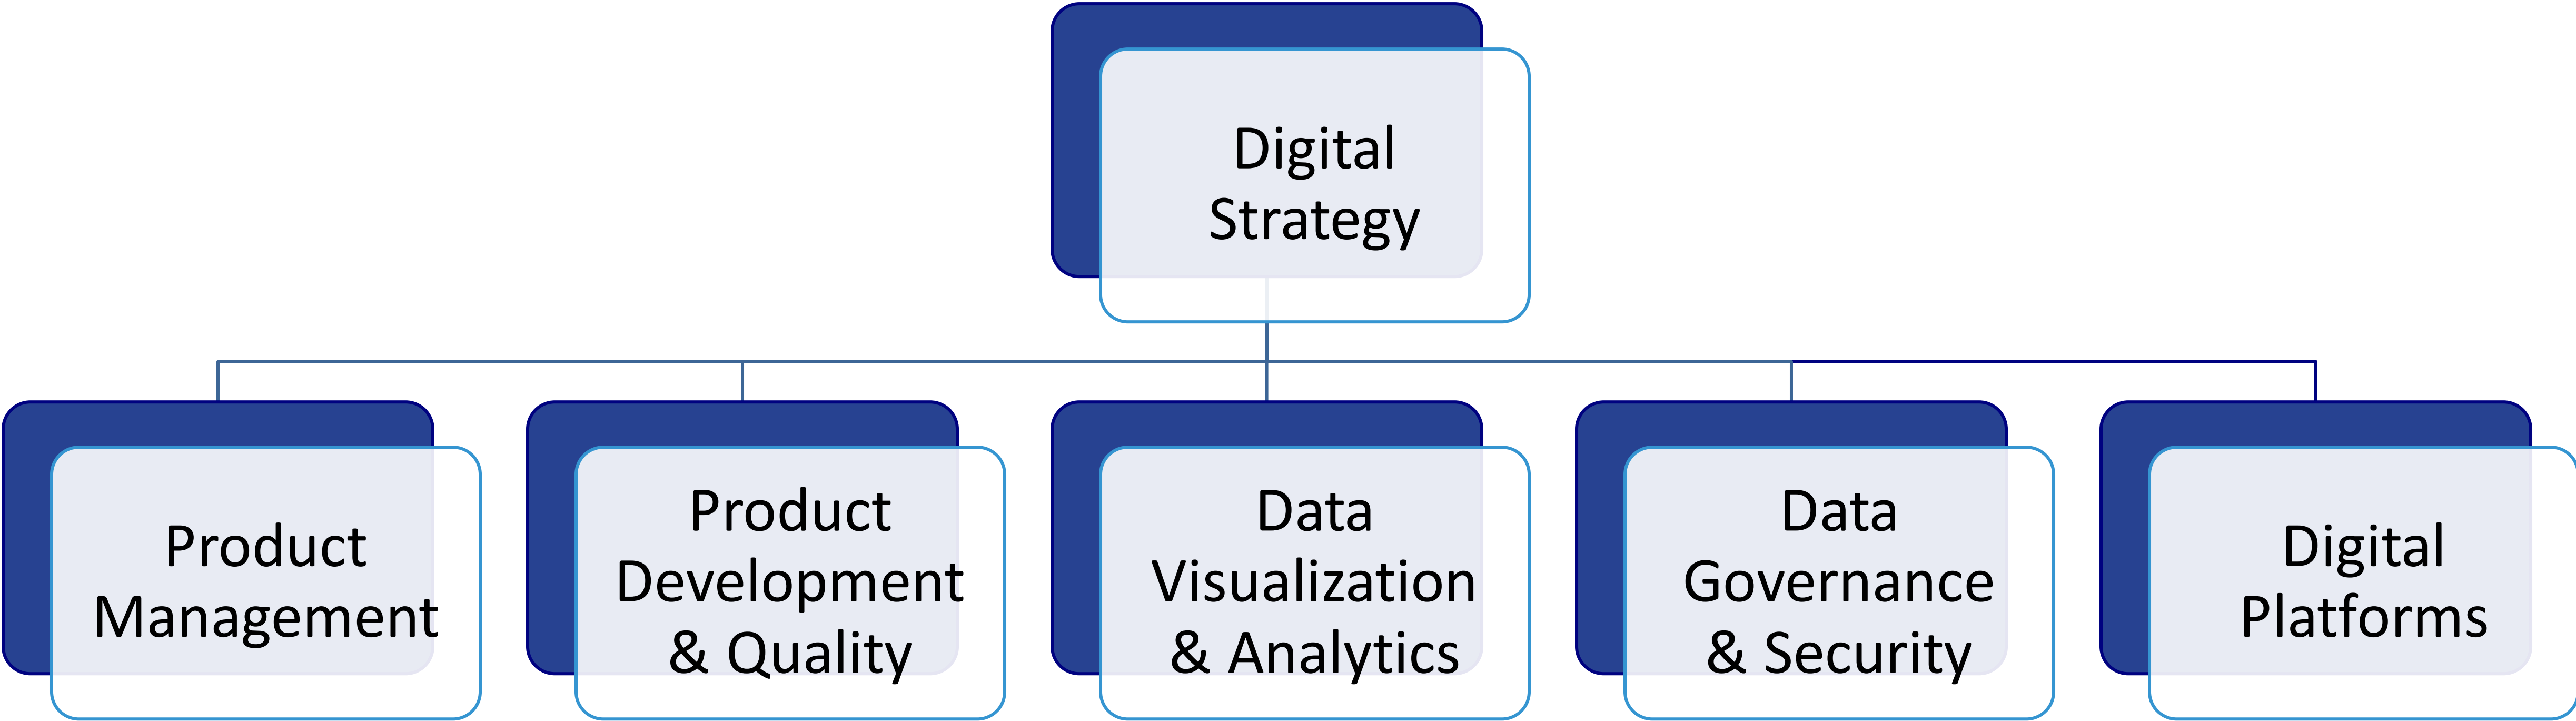 Digital
Strategy
Product
Management
Product
Development
& Quality
Data
Visualization
& Analytics
Data
Governance
& Security
Digital
Platforms